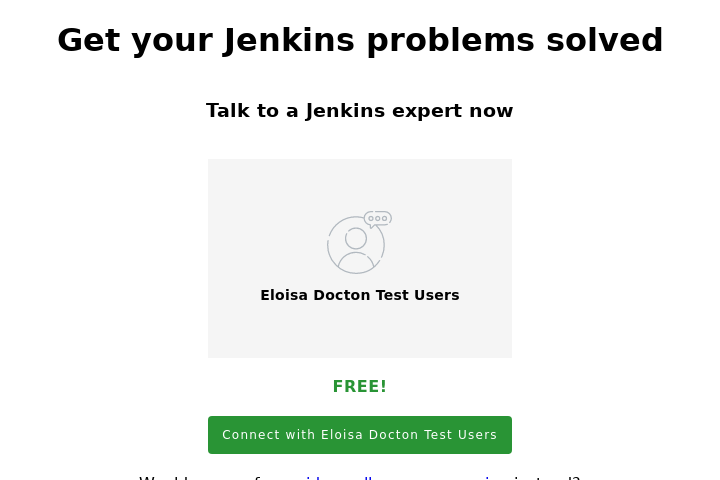 Get your Jenkins problems solved
Talk to a Jenkins expert now
Eloisa Docton Test Users
FREE!
Connect with Eloisa Docton Test Users